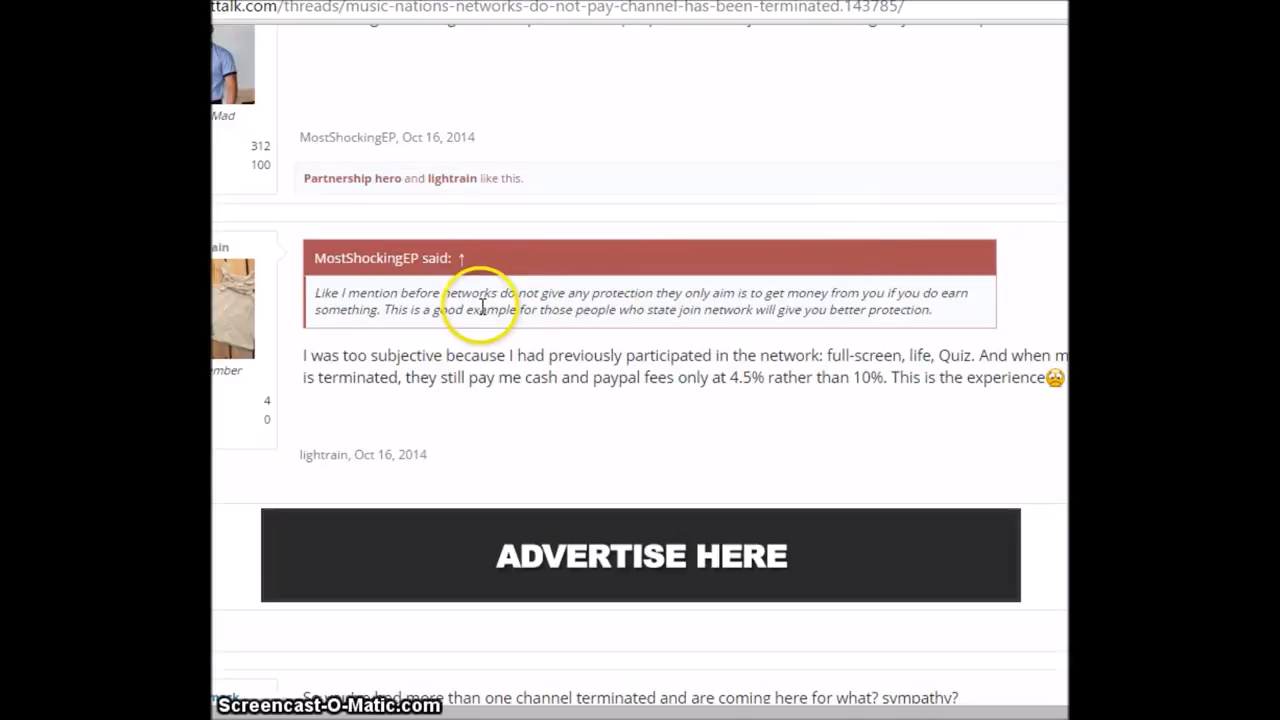 ttalk.com/threads/music-nations-networks-do-not-pay-channel-has-been-terminated.143785/
Mad
312
100
MostShockingEP, Oct 16, 2014
Partnership hero and lightrain like this.
ain
mber
4
0
MostShockingEP said: ↑
Like I mention before networks do not give any protection they only aim is to get money from you if you do earn
something. This is a good example for those people who state join network will give you better protection.
I was too subjective because I had previously participated in the network: full-screen, life, Quiz. And when m
is terminated, they still pay me cash and paypal fees only at 4.5% rather than 10%. This is the experience
lightrain, Oct 16, 2014
ADVERTISE HERE
So you've had more than one channel terminated and are coming here for what? sympathy?
Screencast-O-Matic.com